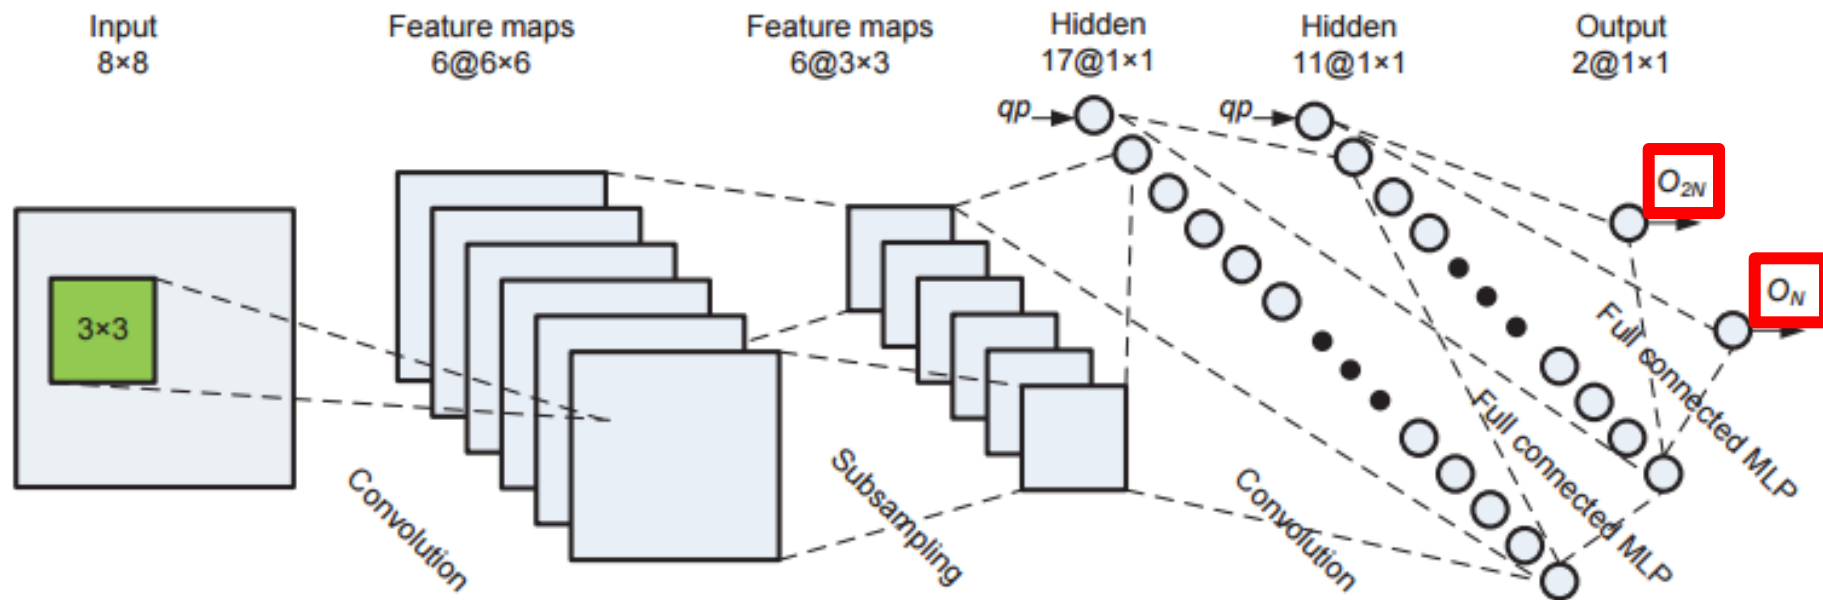 Input
8×8
Feature maps
6@6×6
Feature maps
6@3×3
Hidden
17@1×1
Hidden
11@1×1
Output
2@1×1
qp
qp
O2N
ON
3×3
Convolution
Subsampling
Convolution
Full connected MLP
Full connected MLP